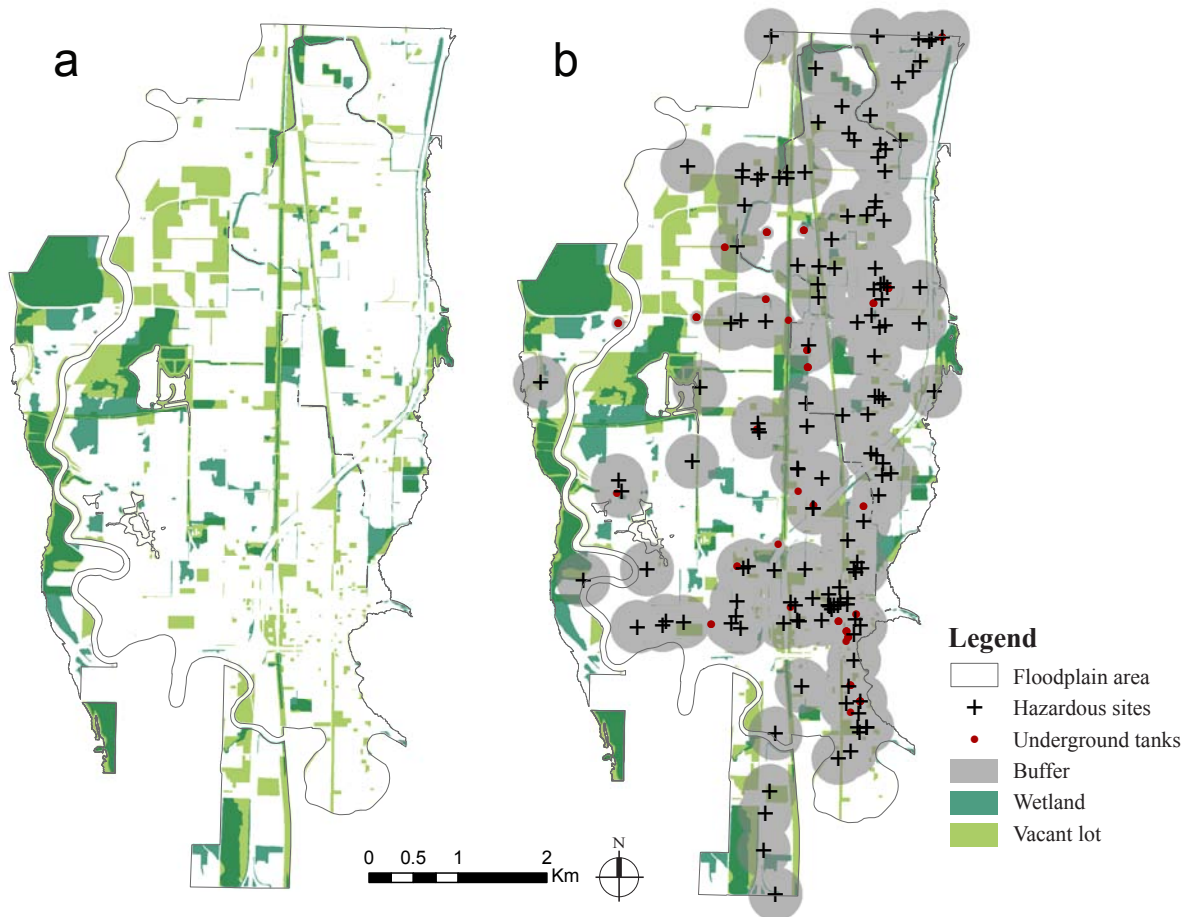 a
b
Legend
Floodplain area
Hazardous sites
Underground tanks
Buffer
Wetland
Vacant lot
0 0.5 1 2
Km
N